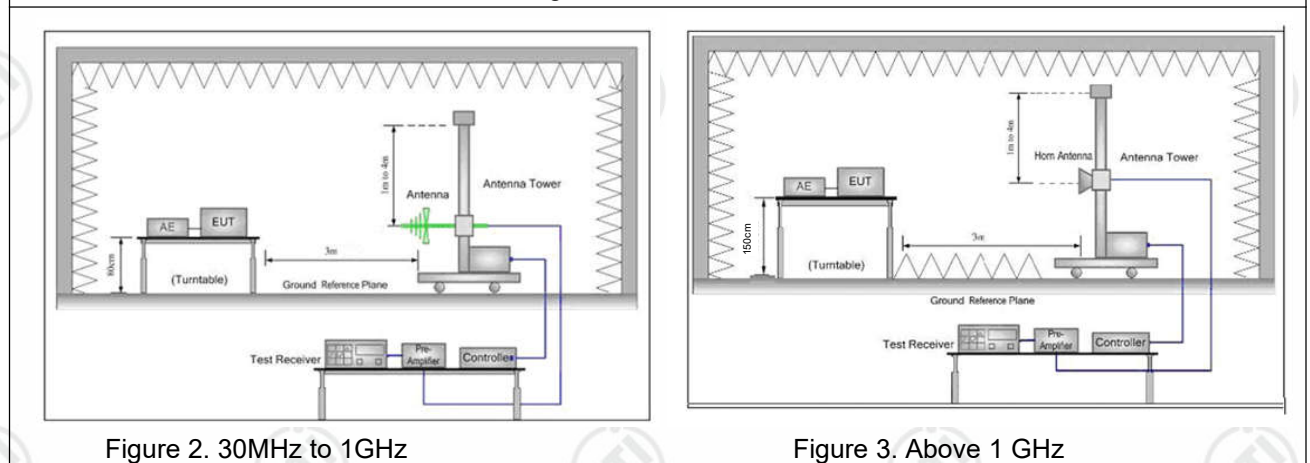 1m to 4m
Antenna
Antenna Tower
AE
EUT
80cm
(Turntable)
3m
Ground Reference Plane
Test Receiver
Pre-
Amplifier
Controller
Figure 2. 30MHz to 1GHz
1m to 4m
Horn Antenna
Antenna Tower
AE
EUT
150cm
(Turntable)
3m
Ground Reference Plane
Test Receiver
Pre-
Amplifier
Controller
Figure 3. Above 1 GHz